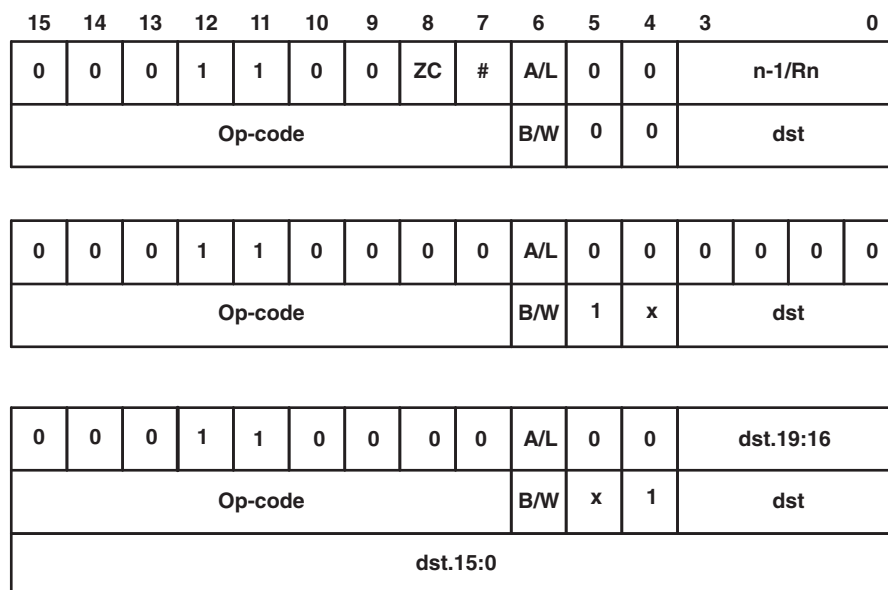 15 14 13 12 11 10 9 8 7 6 5 4 3 0
0 0 0 1 1 0 0 ZC # A/L 0 0 n-1/Rn
Op-code B/W 0 0 dst
0 0 0 1 1 0 0 0 0 A/L 0 0 0 0 0 0
Op-code B/W 1 x dst
0 0 0 1 1 0 0 0 0 A/L 0 0 dst.19:16
Op-code B/W x 1 dst
dst.15:0